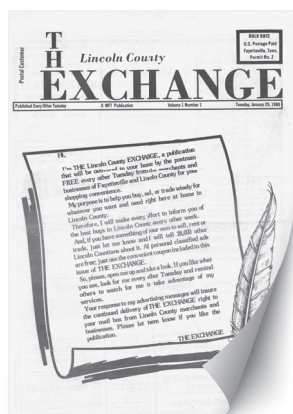 Postal Customer
BULK RATE
U.S. Postage Paid
Fayetteville, Tenn.
Permit No. 2
THE
Lincoln County
EXCHANGE
Published Every Other Tuesday A MFT Publication Volume 1 Number 1 Tuesday, January 29, 1980
Hi,
I'm THE Lincoln County EXCHANGE, a publication
that will be delivered to your home by the postman
FREE every other Tuesday from the merchants and
businesses of Fayetteville and Lincoln County for your
shopping convenience.
My purpose is to help you buy, sel, or trade wisely for
whatever you want and need right here at home in
Lincoln County.
Therefore, I will make every effort to inform you of
the best buys in Lincoln County every other week.
And, if you have something of your own to sell, rent or
trade, just let me know and I will tell 28,000 other
Lincoln Countians about it. All personal classified ads
are free; just use the convenient coupon included in this
issue of THE EXCHANGE.
So, please, open me up and take a look. If you like what
you see, look for me every other Tuesday and remind
others to watch for me to take advantage of my
services.
Your response to my advertising messages will insure
the continued delivery of THE EXCHANGE right to
your mail box from Lincoln County merchants and
businesses. Please let them know if you like the
publication.
THE EXCHANGE